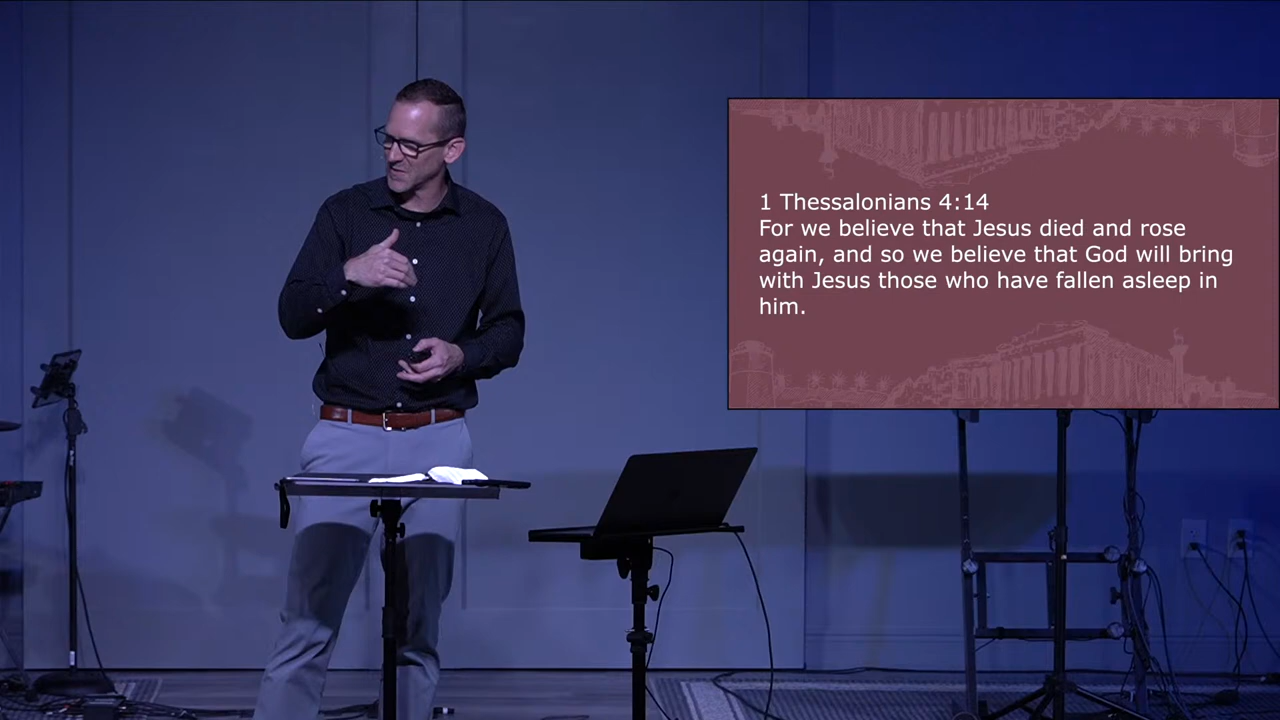 1 Thessalonians 4:14
For we believe that Jesus died and rose
again, and so we believe that God will bring
with Jesus those who have fallen asleep in
him.